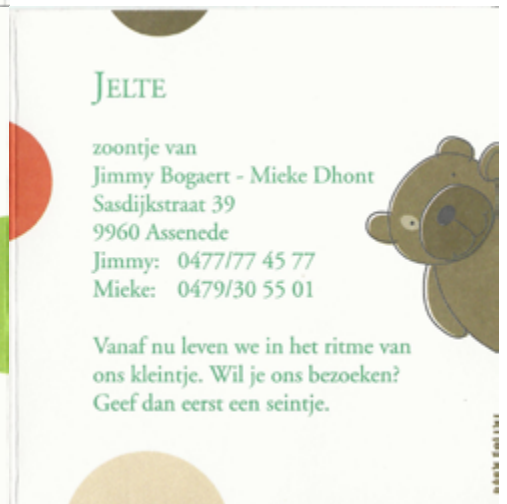 JELTE
zoontje van
Jimmy Bogaert - Mieke Dhont
Sasdijkstraat 39
9960 Assenede
Jimmy: 0477/77 45 77
Mieke: 0479/30 55 01
Vanaf nu leven we in het ritme van
ons kleintje. Wil je ons bezoeken?
Geef dan eerst een seintje.